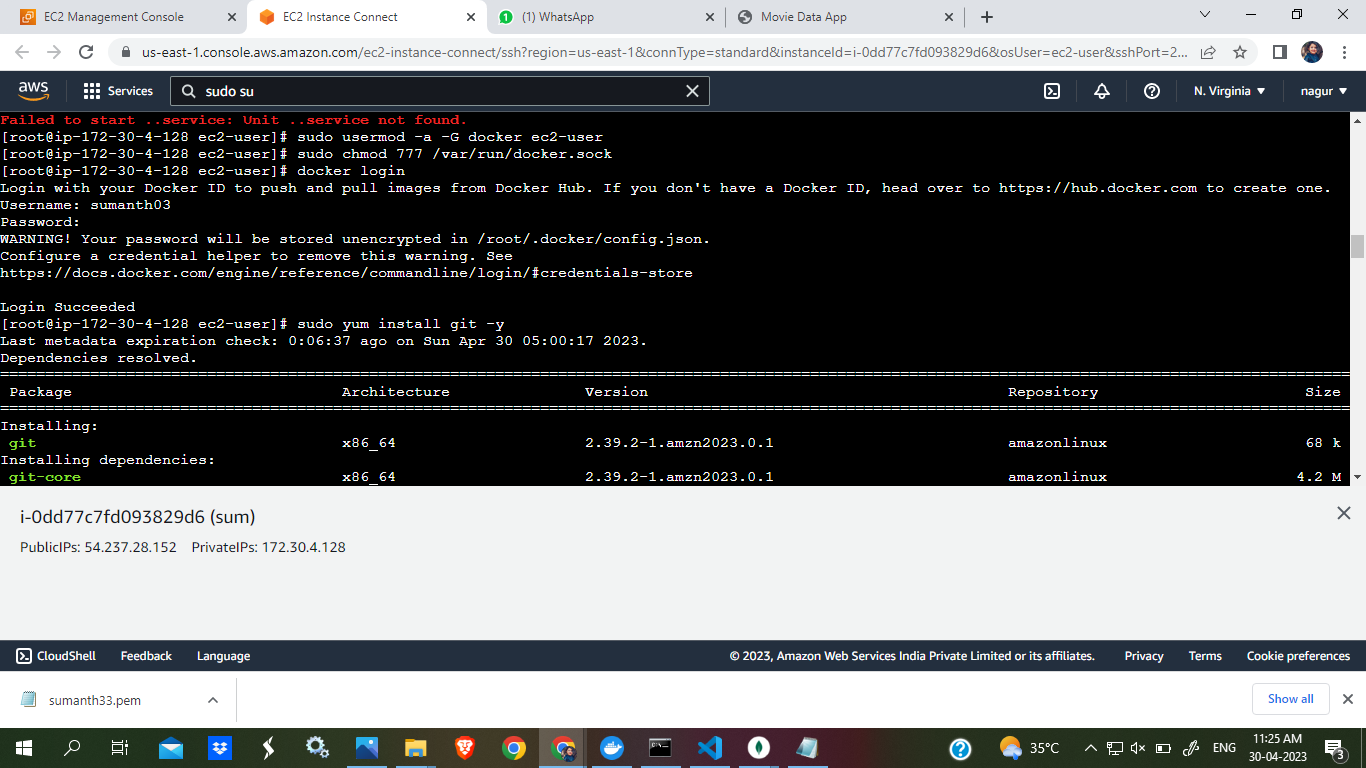 EC2 Management Console
EC2 Instance Connect
(1) WhatsApp
Movie Data App
us-east-1.console.aws.amazon.com/ec2-instance-connect/ssh?region=us-east-1&connType=standard&instanceId=i-0dd77c7fd093829d6&osUser=ec2-user&sshPort=2...
aws Services sudo su N. Virginia nagur
Failed to start ..service: Unit ..service not found.
[root@ip-172-30-4-128 ec2-user]# sudo usermod -a -G docker ec2-user
[root@ip-172-30-4-128 ec2-user]# sudo chmod 777 /var/run/docker.sock
[root@ip-172-30-4-128 ec2-user]# docker login
Login with your Docker ID to push and pull images from Docker Hub. If you don't have a Docker ID, head over to https://hub.docker.com to create one.
Username: sumanth03
Password:
WARNING! Your password will be stored unencrypted in /root/.docker/config.json.
Configure a credential helper to remove this warning. See
https://docs.docker.com/engine/reference/commandline/login/#credentials-store
Login Succeeded
[root@ip-172-30-4-128 ec2-user]# sudo yum install git -y
Last metadata expiration check: 0:06:37 ago on Sun Apr 30 05:00:17 2023.
Dependencies resolved.
Package Architecture Version Repository Size
Installing:
git x86_64 2.39.2-1.amzn2023.0.1 amazonlinux 68 k
Installing dependencies:
git-core x86_64 2.39.2-1.amzn2023.0.1 amazonlinux 4.2 M
i-0dd77c7fd093829d6 (sum)
PublicIPs: 54.237.28.152 PrivateIPs: 172.30.4.128
CloudShell Feedback Language © 2023, Amazon Web Services India Private Limited or its affiliates. Privacy Terms Cookie preferences
sumanth33.pem Show all
35°C ENG 11:25 AM
30-04-2023 3